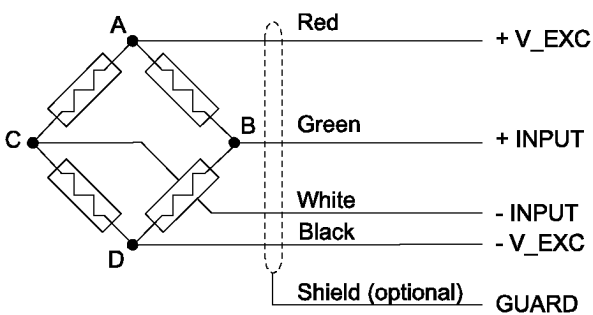 A
Red
+ V_EXC
C
B
Green
+ INPUT
White
- INPUT
D
Black
- V_EXC
Shield (optional)
GUARD